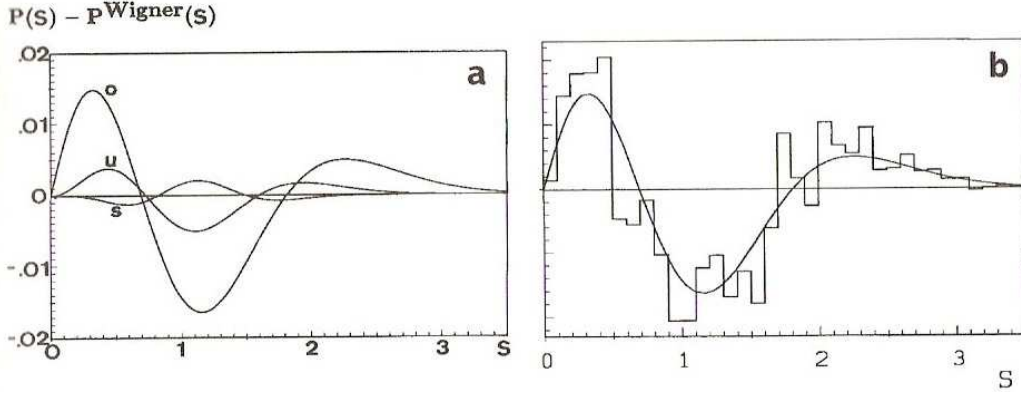 P(S) – P^Wigner(S)
.02
.01
0
-.01
-.02
a
o
u
s
0 1 2 3 S
b
0 1 2 3
S